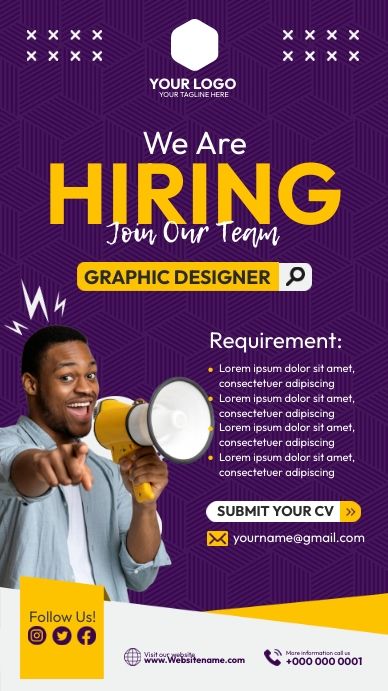 YOUR LOGO
YOUR TAGLINE HERE
We Are
HIRING
Join Our Team
GRAPHIC DESIGNER
Requirement:
Lorem ipsum dolor sit amet,
consectetuer adipiscing
Lorem ipsum dolor sit amet,
consectetuer adipiscing
Lorem ipsum dolor sit amet,
consectetuer adipiscing
Lorem ipsum dolor sit amet,
consectetuer adipiscing
SUBMIT YOUR CV
yourname@gmail.com
Follow Us!
Visit our website
www.Websitename.com
More information call us
+000 000 0001